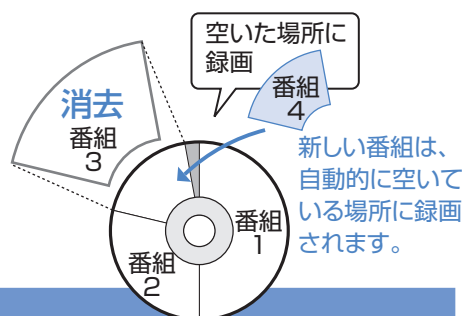 空いた場所に
録画
消去
番組
3
番組
4
新しい番組は、
自動的に空いて
いる場所に録画
されます。
番組
1
番組
2